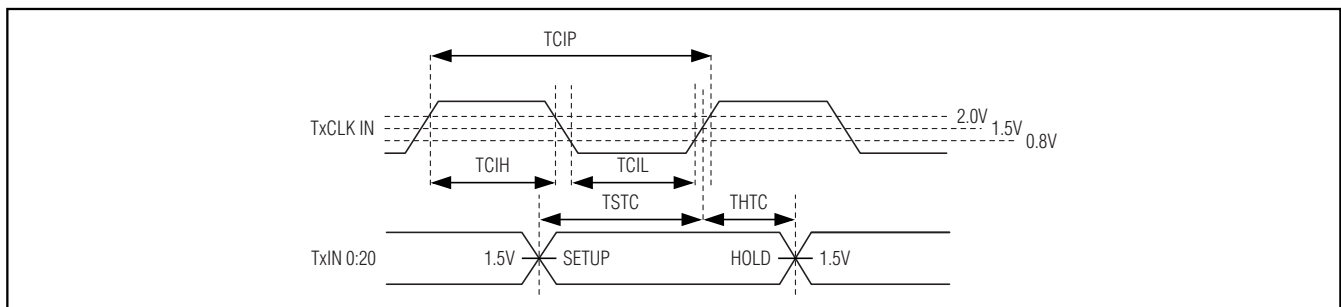 TCIP
TxCLK IN
2.0V
1.5V
0.8V
TCIH
TCIL
TSTC
THTC
TxIN 0:20
1.5V
SETUP
HOLD
1.5V